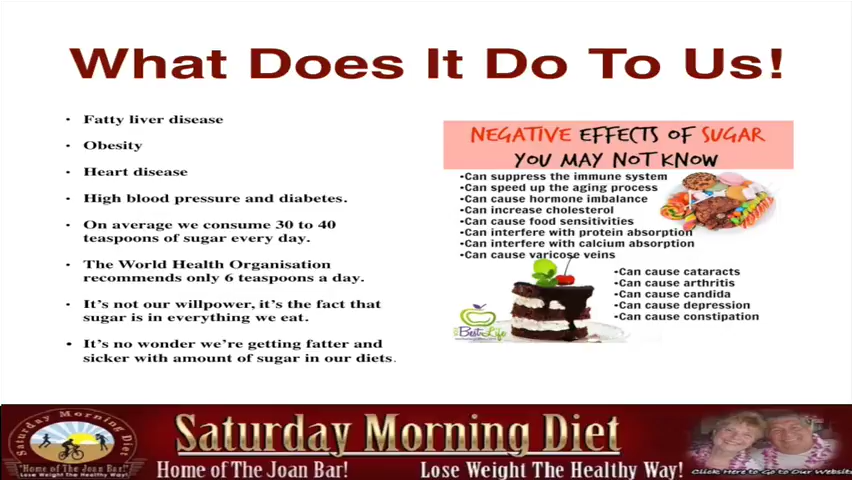 What Does It Do To Us!
• Fatty liver disease
• Obesity
• Heart disease
• High blood pressure and diabetes.
• On average we consume 30 to 40
teaspoons of sugar every day.
• The World Health Organisation
recommends only 6 teaspoons a day.
• It's not our willpower, it's the fact that
sugar is in everything we eat.
• It's no wonder we're getting fatter and
sicker with amount of sugar in our diets.
NEGATIVE EFFECTS OF SUGAR
YOU MAY NOT KNOW
•Can suppress the immune system
•Can speed up the aging process
•Can cause hormone imbalance
•Can increase cholesterol
•Can cause food sensitivities
•Can interfere with protein absorption
•Can interfere with calcium absorption
•Can cause varicose veins
•Can cause cataracts
•Can cause arthritis
•Can cause candida
•Can cause depression
•Can cause constipation
Best Life
Saturday Morning Diet
"Home of The Joan Bar!"
Lose Weight The Healthy Way!
Saturday Morning Diet
Home of The Joan Bar!
Lose Weight The Healthy Way!
Click Here to Go to Our Website